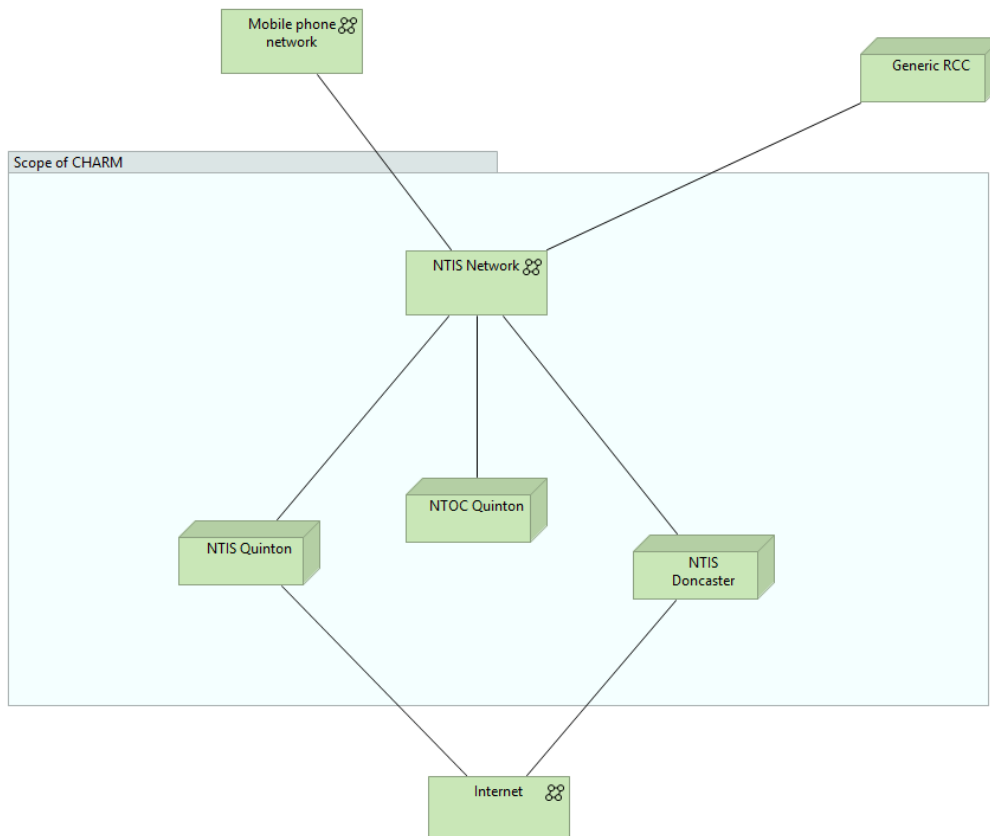 Mobile phone
network
Generic RCC
Scope of CHARM
NTIS Network
NTOC Quinton
NTIS Quinton
NTIS
Doncaster
Internet